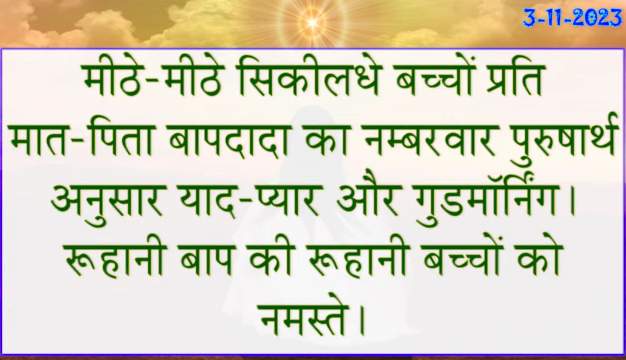 3-11-2023
मीठे-मीठे सिकीलधे बच्चों प्रति
मात-पिता बापदादा का नम्बरवार पुरुषार्थ
अनुसार याद-प्यार और गुडमॉर्निंग।
रूहानी बाप की रूहानी बच्चों को
नमस्ते।